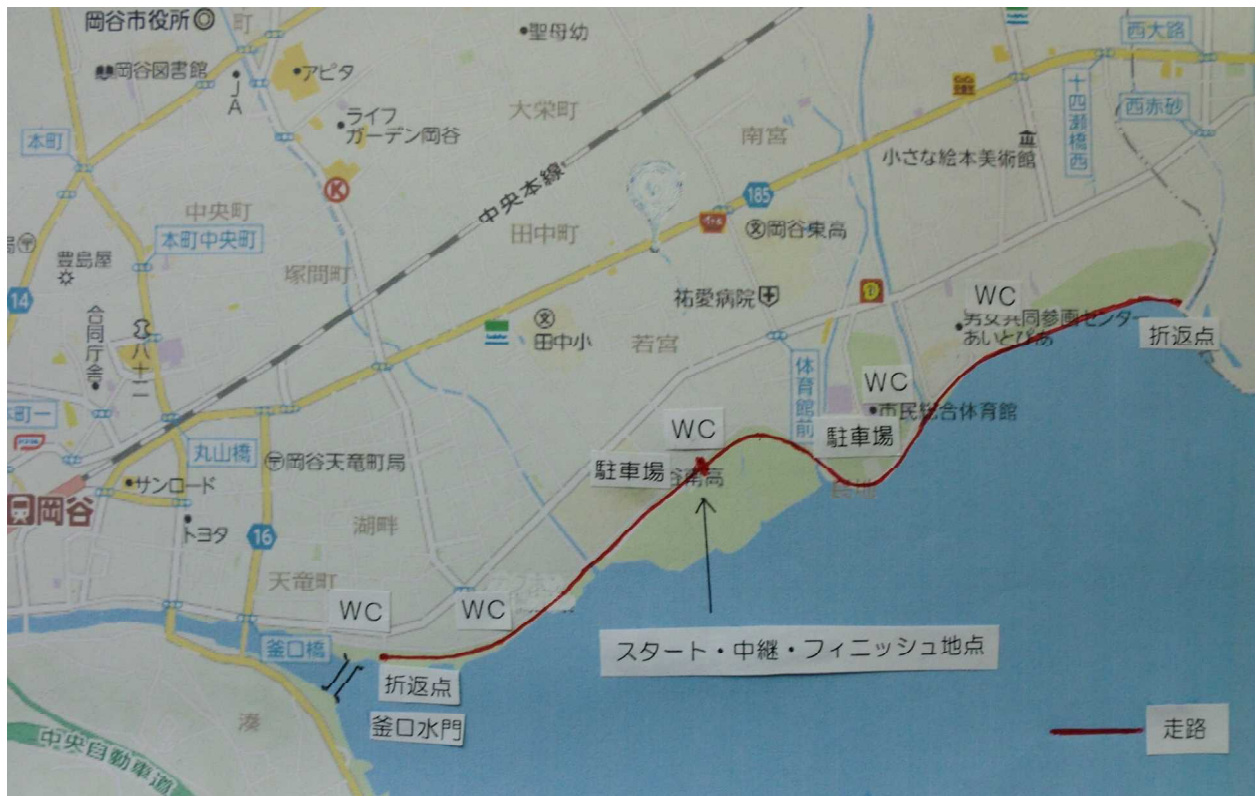 岡谷市役所
町
聖母幼
西大路
岡谷図書館
アピタ
JA
大栄町
十四瀬橋西
西赤砂
ライフ
ガーデン岡谷
南宮
本町
小さな絵本美術館
中央本線
185
中央町
田中町
岡谷東高
本町中央町
豊島屋
塚間町
14
祐愛病院
WC
合同庁舎
八十二
田中小
若宮
男女共同参画センター
あいとぴあ
折返点
体育館前
WC
市民総合体育館
本町一
丸山橋
WC
駐車場
岡谷天竜町局
駐車場
谷南高
サンロード
長地
岡谷
トヨタ
16
湖畔
天竜町
WC
WC
釜口橋
スタート・中継・フィニッシュ地点
折返点
湊
釜口水門
走路
中央自動車道